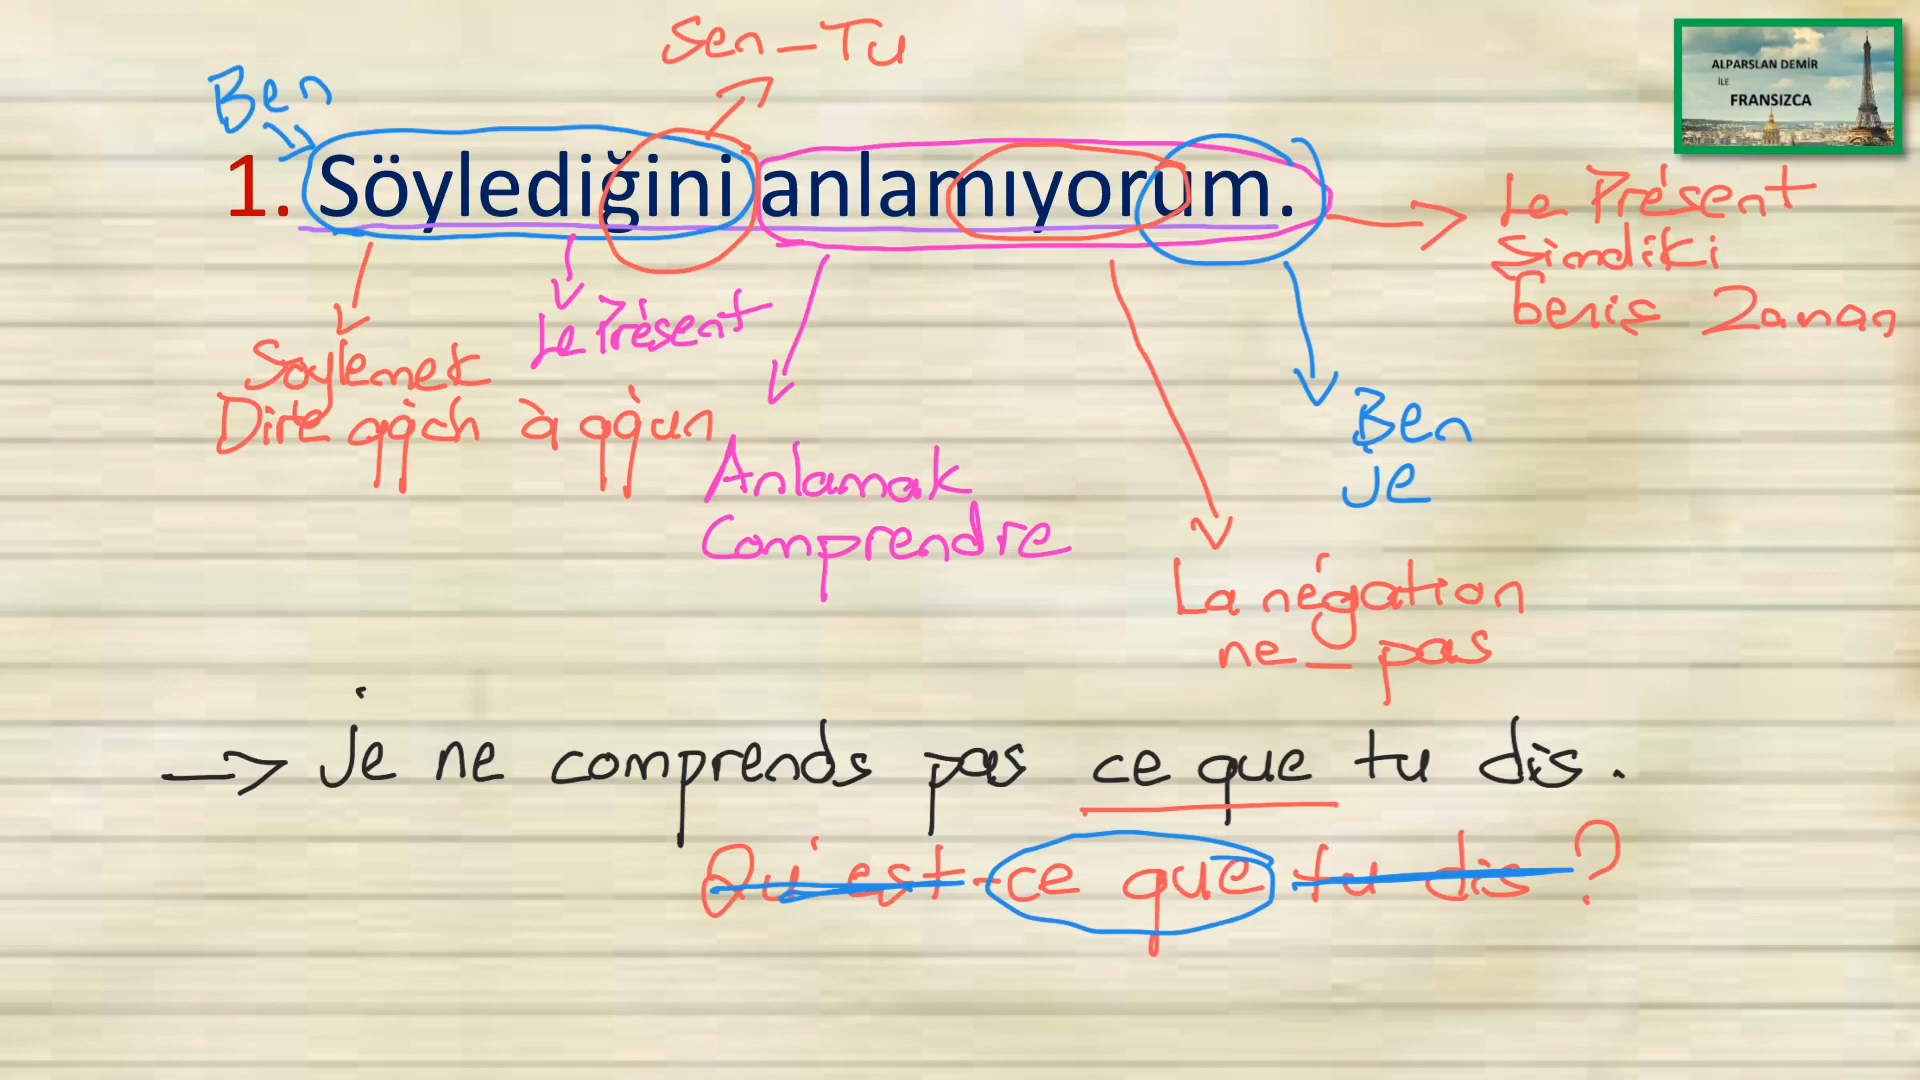 Sen - Tu
ALPARSLAN DEMİR
İLE
FRANSIZCA
Ben
1. Söylediğini anlamıyorum.
Le Présent
Şimdiki
Geniş Zaman
Le Présent
Söylemek
Dire qqch à qqun
Ben
je
Anlamak
Comprendre
La négation
ne _ pas
→ je ne comprends pas ce que tu dis.
Qu'est-ce que tu dis ?